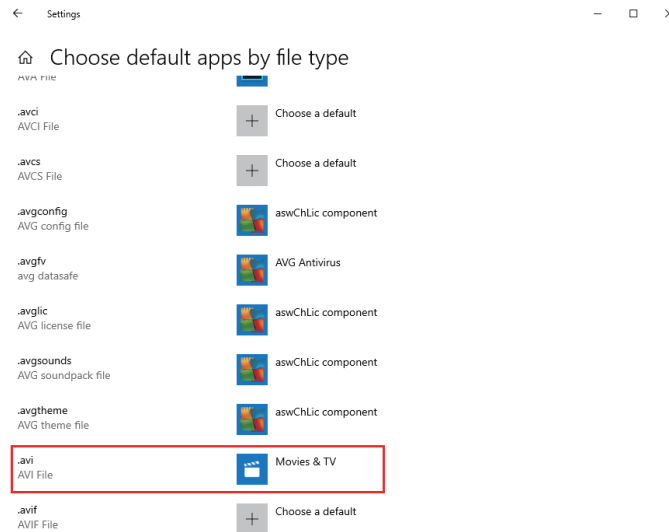 Settings
Choose default apps by file type
AVA File
.avci
AVCI File
Choose a default
.avcs
AVCS File
Choose a default
.avgconfig
AVG config file
aswChLic component
.avgfv
avg datasafe
AVG Antivirus
.avglic
AVG license file
aswChLic component
.avgsounds
AVG soundpack file
aswChLic component
.avgtheme
AVG theme file
aswChLic component
.avi
AVI File
Movies & TV
.avif
AVIF File
Choose a default